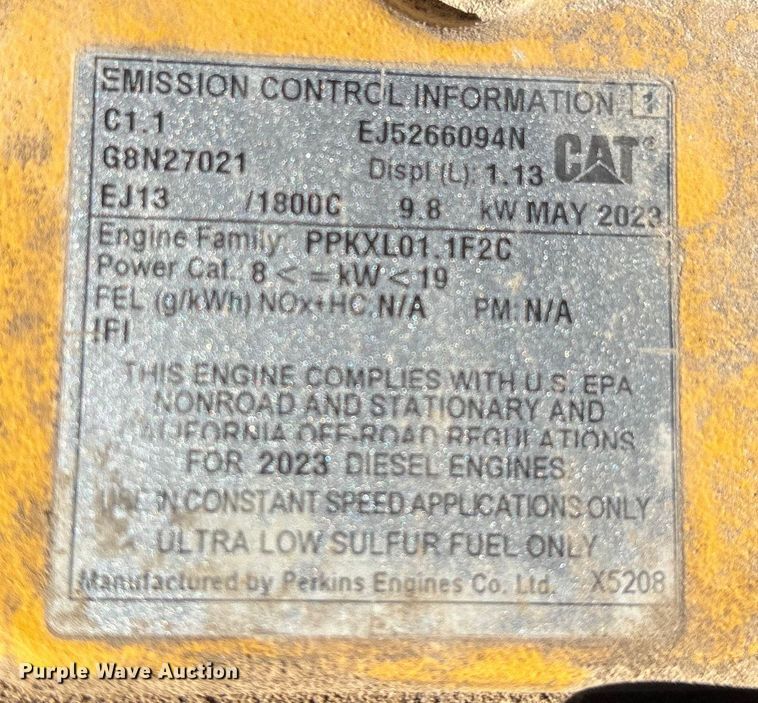 EMISSION CONTROL INFORMATION 1
C1.1 EJ5266094N CAT
G8N27021 Displ (L): 1.13
EJ13 /1800C 9.8 kW MAY 2023
Engine Family: PPKXL01.1F2C
Power Cat.: 8 < = kW < 19
FEL (g/kWh) NOx+HC: N/A PM: N/A
IFI
THIS ENGINE COMPLIES WITH U.S. EPA
NONROAD AND STATIONARY AND
CALIFORNIA OFF-ROAD REGULATIONS
FOR 2023 DIESEL ENGINES
USE IN CONSTANT SPEED APPLICATIONS ONLY
ULTRA LOW SULFUR FUEL ONLY
Manufactured by Perkins Engines Co. Ltd. X5208
Purple Wave Auction